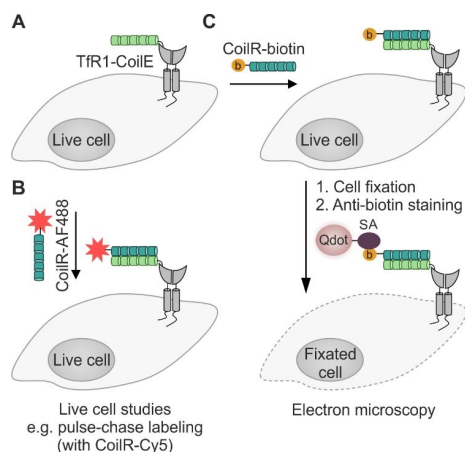 A
TfR1-CoilE
Live cell
B
CoilR-AF488
Live cell
Live cell studies
e.g. pulse-chase labeling
(with CoilR-Cy5)
C
CoilR-biotin
b
b
Live cell
1. Cell fixation
2. Anti-biotin staining
Qdot
SA
b
Fixated
cell
Electron microscopy